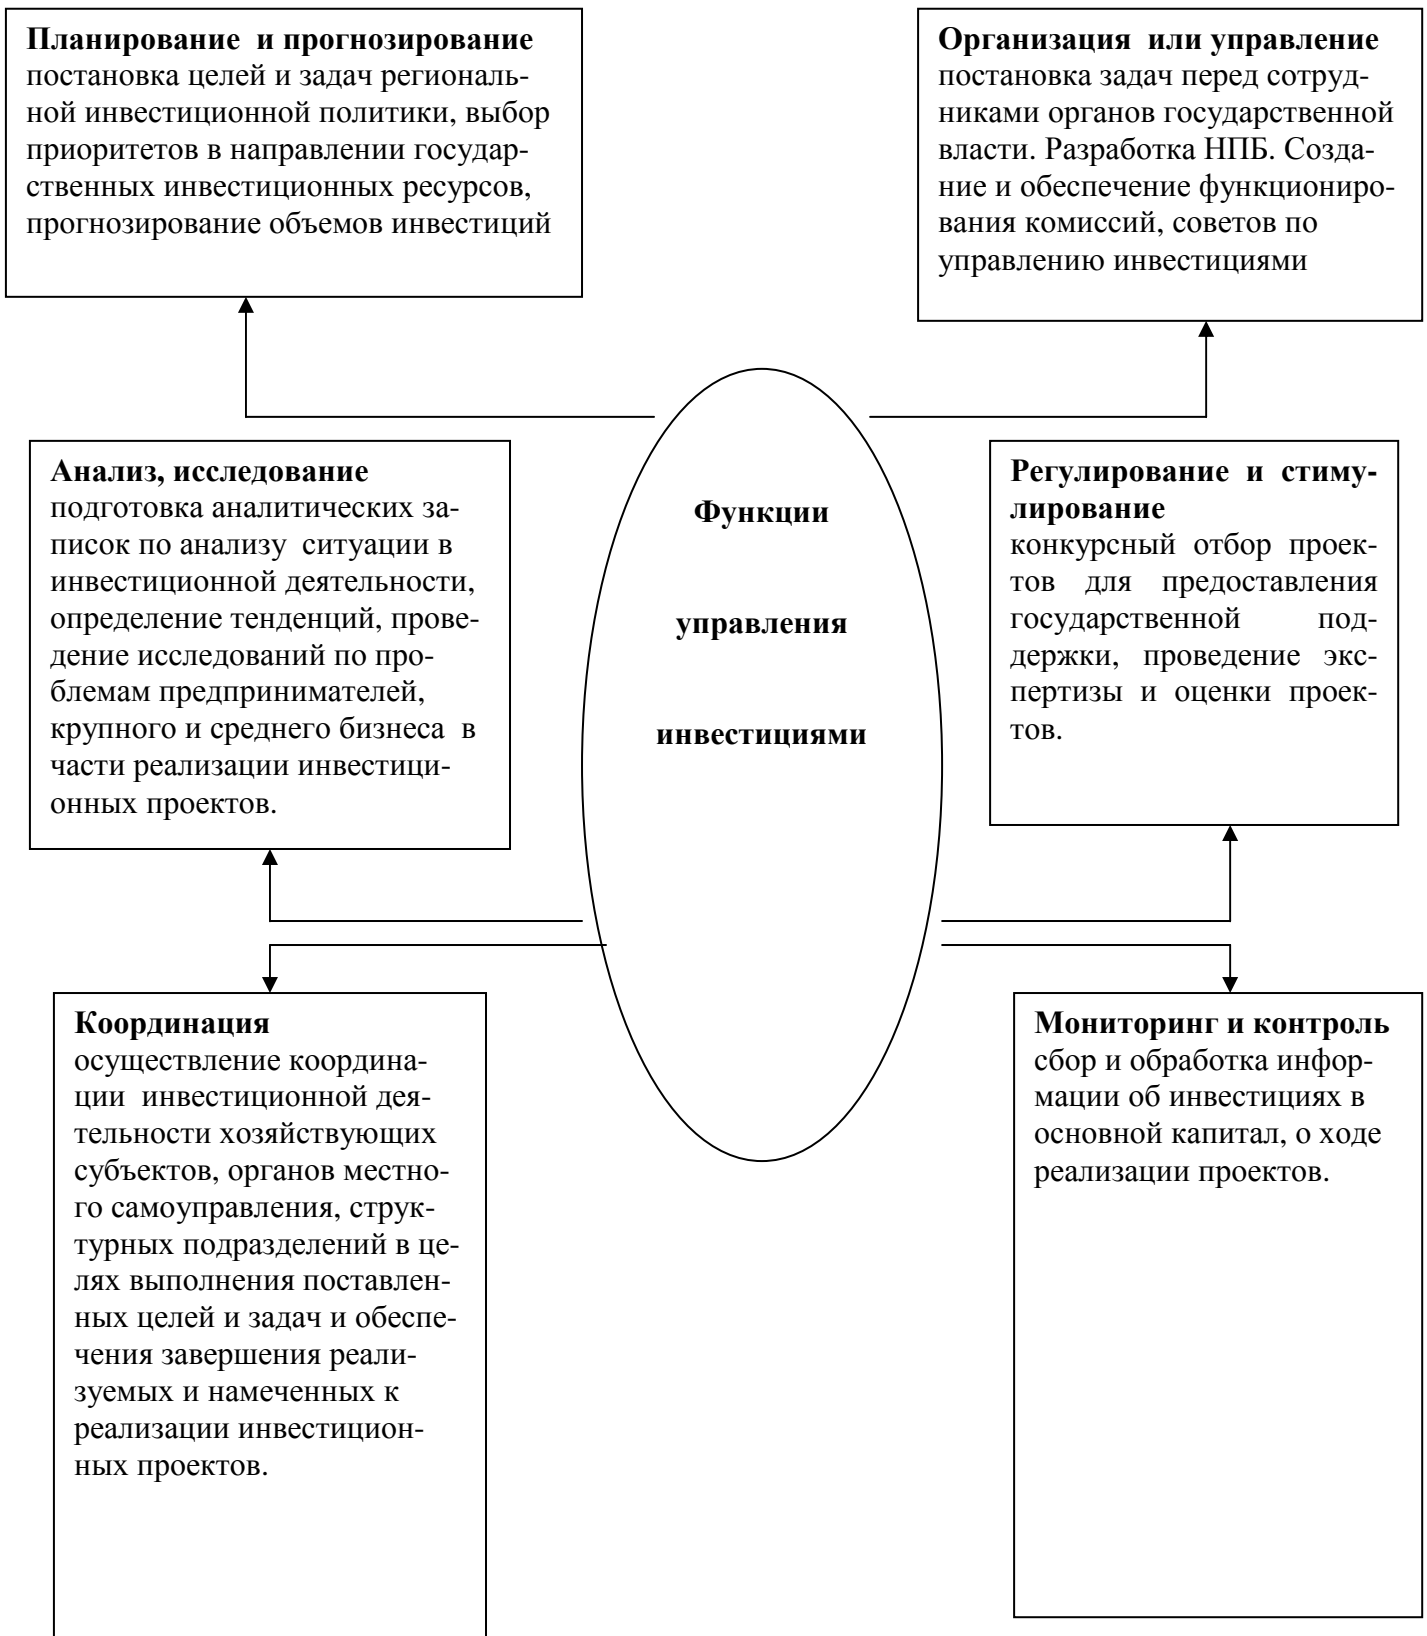 Планирование и прогнозирование
постановка целей и задач региональ-
ной инвестиционной политики, выбор
приоритетов в направлении государ-
ственных инвестиционных ресурсов,
прогнозирование объемов инвестиций
Организация или управление
постановка задач перед сотруд-
никами органов государственной
власти. Разработка НПБ. Созда-
ние и обеспечение функциониро-
вания комиссий, советов по
управлению инвестициями
Анализ, исследование
подготовка аналитических за-
писок по анализу ситуации в
инвестиционной деятельности,
определение тенденций, прове-
дение исследований по про-
блемам предпринимателей,
крупного и среднего бизнеса в
части реализации инвестици-
онных проектов.
Функции
управления
инвестициями
Регулирование и стиму-
лирование
конкурсный отбор проек-
тов для предоставления
государственной под-
держки, проведение экс-
пертизы и оценки проек-
тов.
Координация
осуществление координа-
ции инвестиционной дея-
тельности хозяйствующих
субъектов, органов местно-
го самоуправления, струк-
турных подразделений в це-
лях выполнения поставлен-
ных целей и задач и обеспе-
чения завершения реали-
зуемых и намеченных к
реализации инвестицион-
ных проектов.
Мониторинг и контроль
сбор и обработка инфор-
мации об инвестициях в
основной капитал, о ходе
реализации проектов.